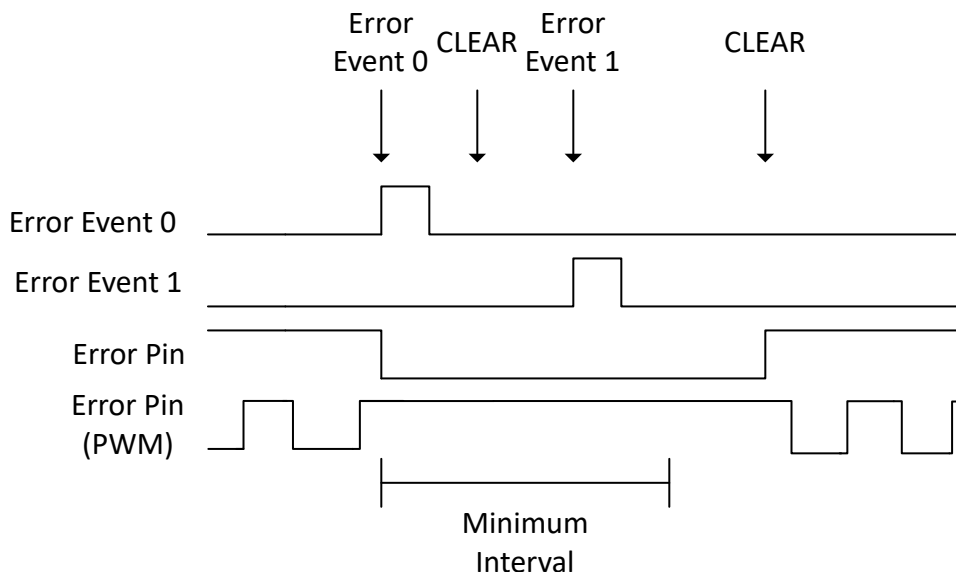 Error
Event 0
CLEAR
Error
Event 1
CLEAR
Error Event 0
Error Event 1
Error Pin
Error Pin
(PWM)
Minimum
Interval